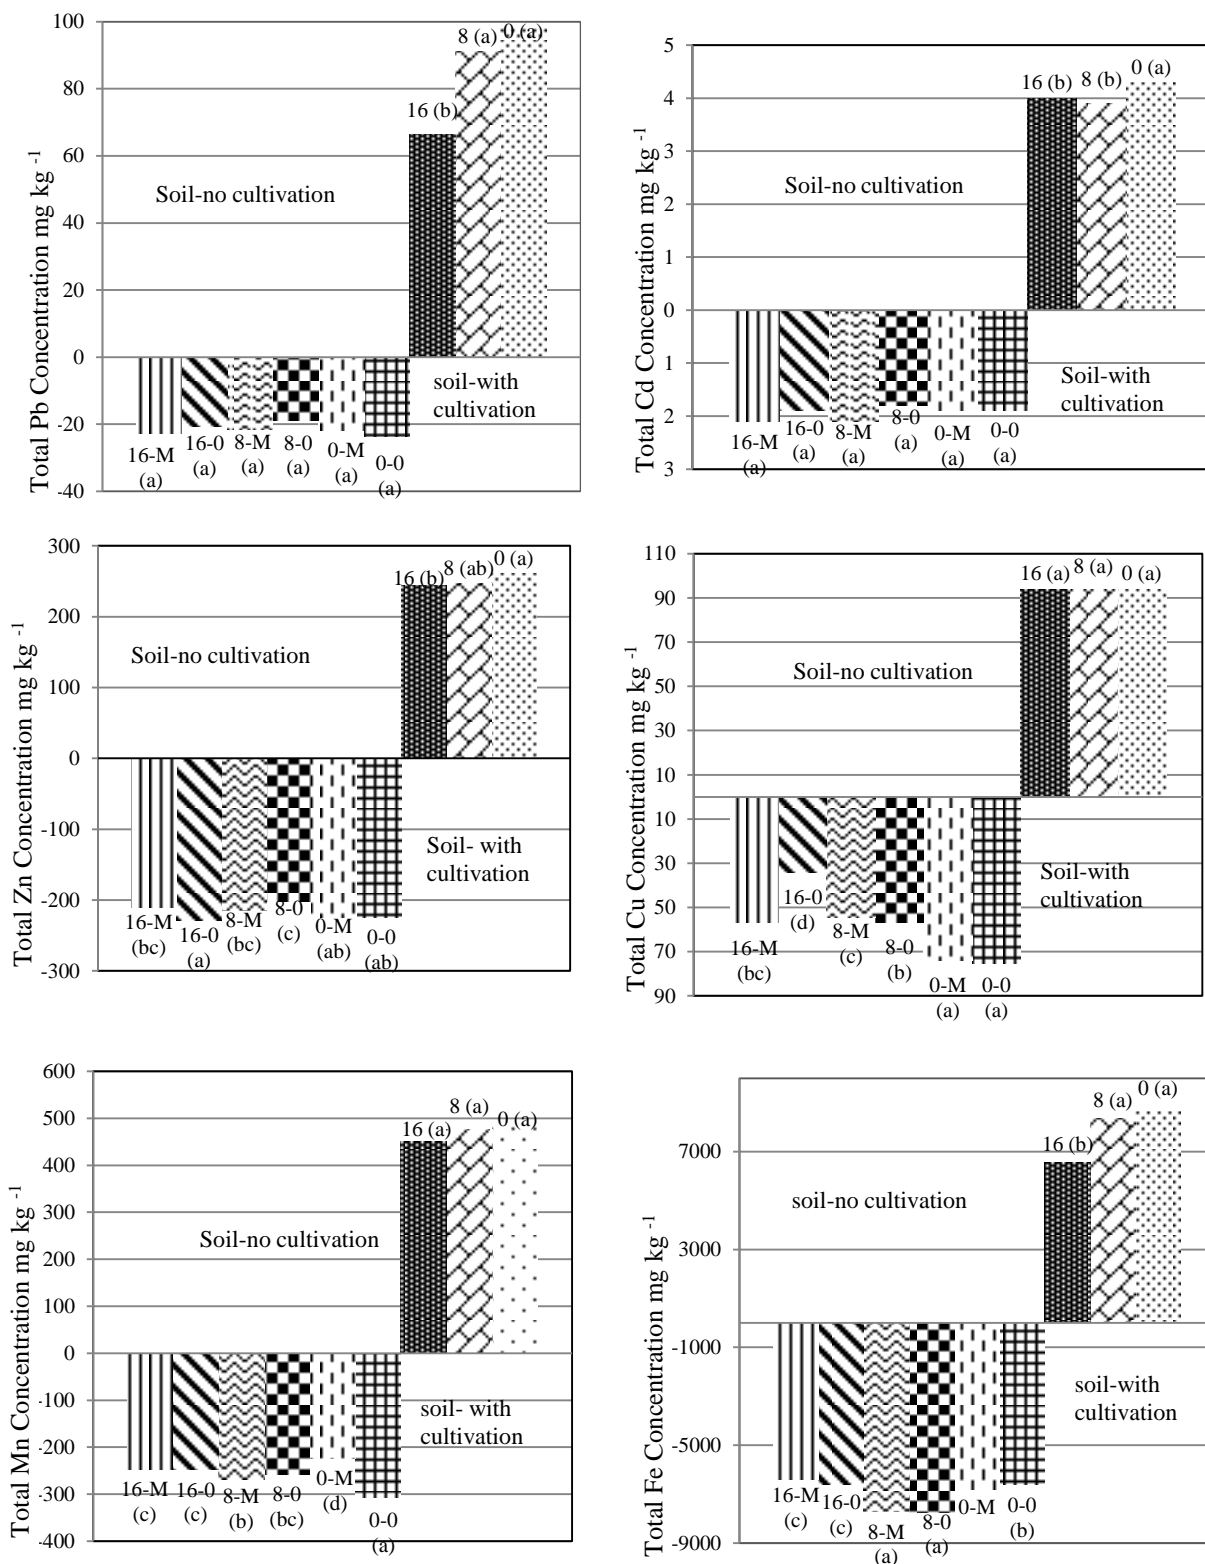 Total Pb Concentration mg kg -1
100
80
60
40
20
0
-20
-40
Soil-no cultivation
16 (b)
8 (a)
0 (a)
soil-with
cultivation
16-M
(a)
16-0
(a)
8-M
(a)
8-0
(a)
0-M
(a)
0-0
(a)
Total Cd Concentration mg kg -1
5
4
3
2
1
0
1
2
3
Soil-no cultivation
16 (b)
8 (b)
0 (a)
Soil-with
cultivation
16-M
(a)
16-0
(a)
8-M
(a)
8-0
(a)
0-M
(a)
0-0
(a)
Total Zn Concentration mg kg -1
300
200
100
0
-100
-200
-300
Soil-no cultivation
16 (b)
8 (ab)
0 (a)
Soil- with
cultivation
16-M
(bc)
16-0
(a)
8-M
(bc)
8-0
(c)
0-M
(ab)
0-0
(ab)
Total Cu Concentration mg kg -1
110
90
70
50
30
10
10
30
50
70
90
Soil-no cultivation
16 (a)
8 (a)
0 (a)
Soil-with
cultivation
16-M
(bc)
16-0
(d)
8-M
(c)
8-0
(b)
0-M
(a)
0-0
(a)
Total Mn Concentration mg kg -1
600
500
400
300
200
100
0
-100
-200
-300
-400
Soil-no cultivation
16 (a)
8 (a)
0 (a)
soil- with
cultivation
16-M
(c)
16-0
(c)
8-M
(b)
8-0
(bc)
0-M
(d)
0-0
(a)
Total Fe Concentration mg kg -1
7000
3000
-1000
-5000
-9000
soil-no cultivation
16 (b)
8 (a)
0 (a)
soil-with
cultivation
16-M
(c)
16-0
(c)
8-M
(a)
8-0
(a)
0-M
0-0
(b)